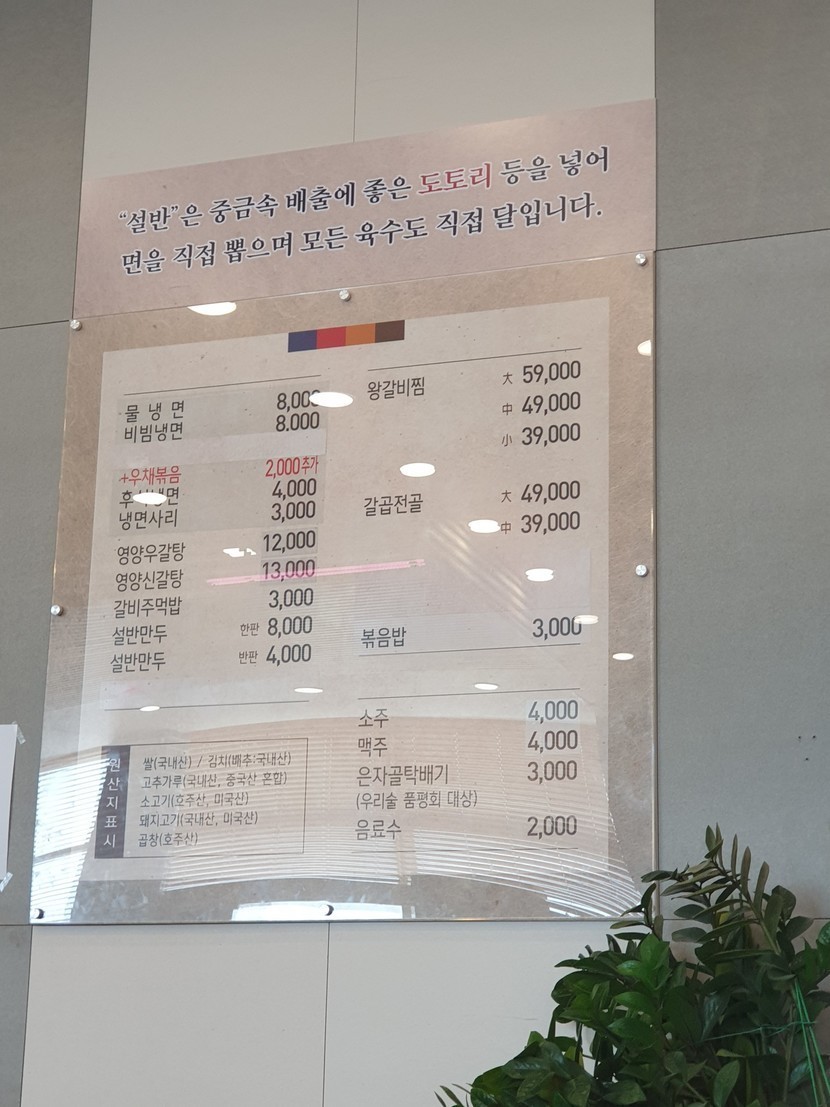 “설반”은 중금속 배출에 좋은 도토리 등을 넣어
면을 직접 뽑으며 모든 육수도 직접 달입니다.
물 냉 면 8,000
비빔냉면 8.000
+우채볶음 2,000추가
후식냉면 4,000
냉면사리 3,000
영양우갈탕 12,000
영양신갈탕 13,000
갈비주먹밥 3,000
설반만두 한판 8,000
설반만두 반판 4,000
원산지표시
쌀(국내산) / 김치(배추:국내산)
고추가루(국내산, 중국산 혼합)
소고기(호주산, 미국산)
돼지고기(국내산, 미국산)
곱창(호주산)
왕갈비찜 大 59,000
中 49,000
小 39,000
갈곱전골 大 49,000
中 39,000
볶음밥 3,000
소주 4,000
맥주 4,000
은자골탁배기 3,000
(우리술 품평회 대상)
음료수 2,000